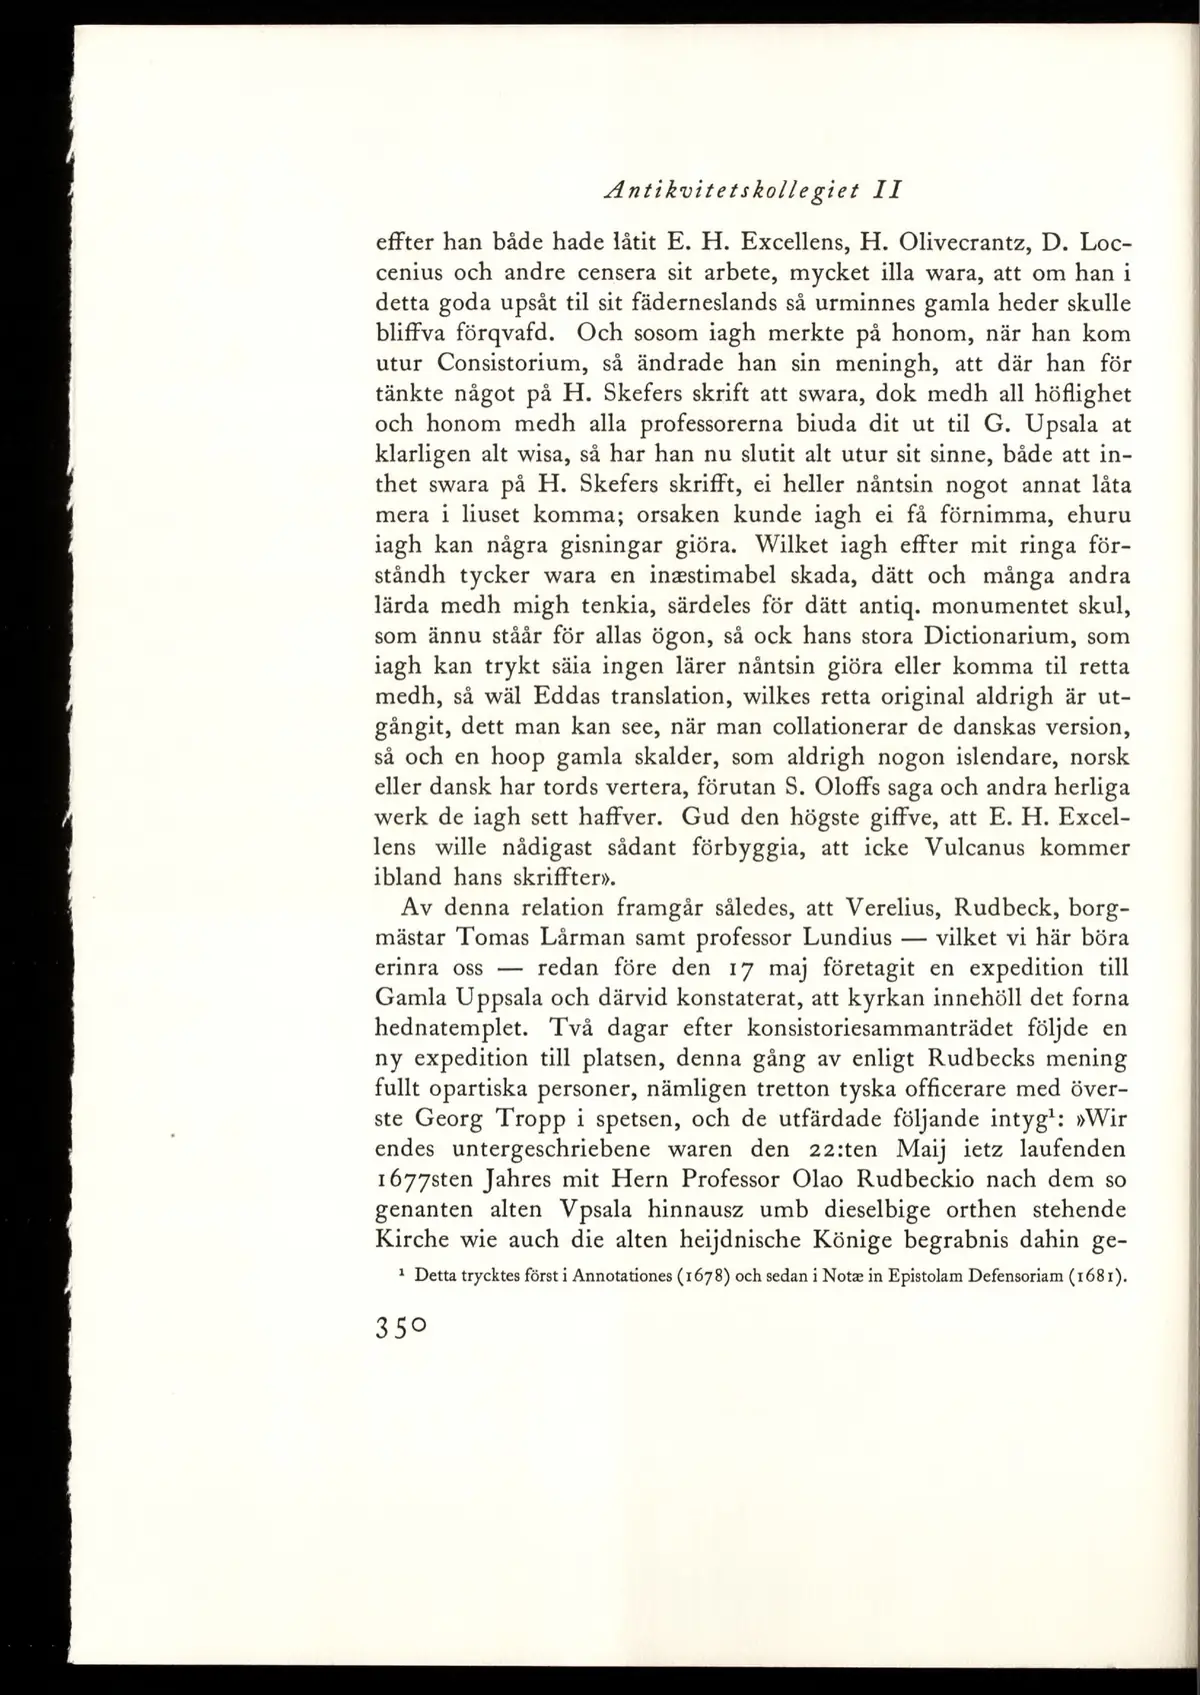 Antikvitetskollegiet II
effter han både hade låtit E. H. Excellens, H. Olivecrantz, D. Loc-
cenius och andre censera sit arbete, mycket illa wara, att om han i
detta goda upsåt til sit fäderneslands så urminnes gamla heder skulle
bliffva förqvafd. Och sosom iagh merkte på honom, när han kom
utur Consistorium, så ändrade han sin meningh, att där han för
tänkte något på H. Skefers skrift att swara, dok medh all höflighet
och honom medh alla professorerna biuda dit ut til G. Upsala at
klarligen alt wisa, så har han nu slutit alt utur sit sinne, både att in-
thet swara på H. Skefers skrifft, ei heller nåntsin nogot annat låta
mera i liuset komma; orsaken kunde iagh ei få förnimma, ehuru
iagh kan några gisningar giöra. Wilket iagh effter mit ringa för-
ståndh tycker wara en inæstimabel skada, dätt och många andra
lärda medh migh tenkia, särdeles för dätt antiq. monumentet skul,
som ännu ståår för allas ögon, så ock hans stora Dictionarium, som
iagh kan trykt säia ingen lärer nåntsin giöra eller komma til retta
medh, så wäl Eddas translation, wilkes retta original aldrigh är ut-
gångit, dett man kan see, när man collationerar de danskas version,
så och en hoop gamla skalder, som aldrigh nogon islendare, norsk
eller dansk har tords vertera, förutan S. Oloffs saga och andra herliga
werk de iagh sett haffver. Gud den högste giffve, att E. H. Excel-
lens wille nådigast sådant förbyggia, att icke Vulcanus kommer
ibland hans skriffter».
Av denna relation framgår således, att Verelius, Rudbeck, borg-
mästar Tomas Lårman samt professor Lundius — vilket vi här böra
erinra oss — redan före den 17 maj företagit en expedition till
Gamla Uppsala och därvid konstaterat, att kyrkan innehöll det forna
hednatemplet. Två dagar efter konsistoriesammanträdet följde en
ny expedition till platsen, denna gång av enligt Rudbecks mening
fullt opartiska personer, nämligen tretton tyska officerare med över-
ste Georg Tropp i spetsen, och de utfärdade följande intyg¹: »Wir
endes untergeschriebene waren den 22:ten Maij ietz laufenden
1677sten Jahres mit Hern Professor Olao Rudbeckio nach dem so
genanten alten Vpsala hinnausz umb dieselbige orthen stehende
Kirche wie auch die alten heijdnische Könige begrabnis dahin ge-
¹ Detta trycktes först i Annotationes (1678) och sedan i Notæ in Epistolam Defensoriam (1681).
350